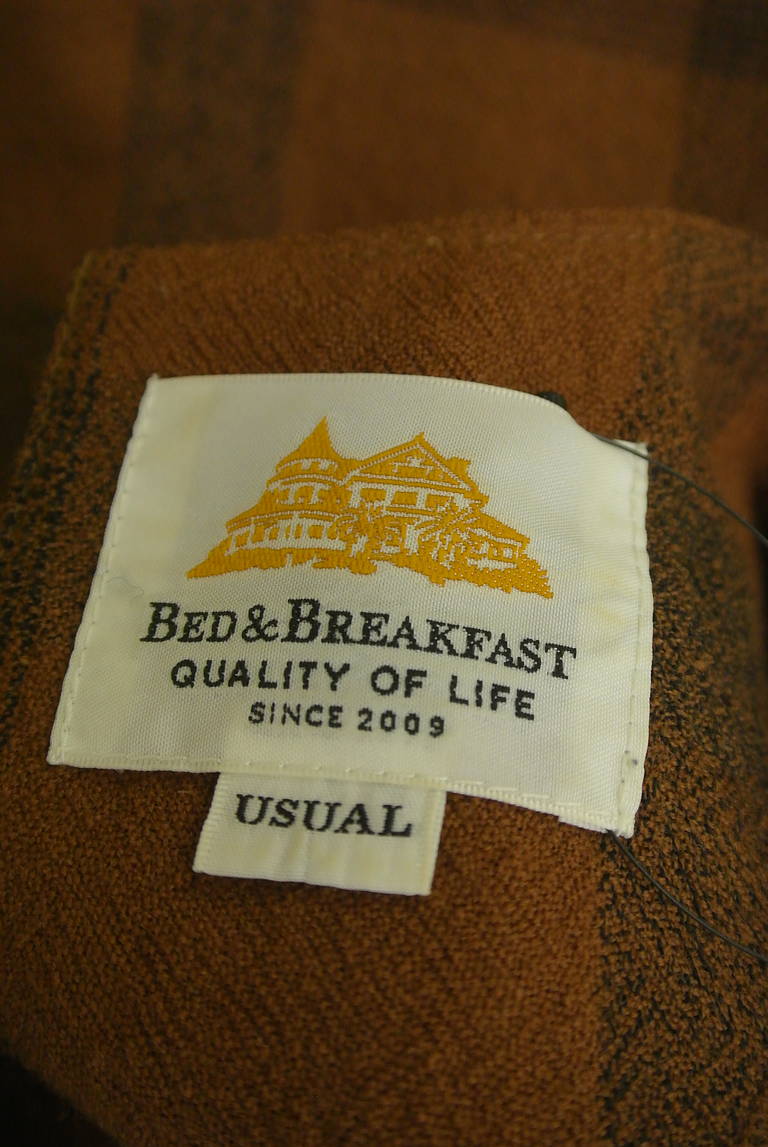 BED & BREAKFAST
QUALITY OF LIFE
SINCE 2009
USUAL